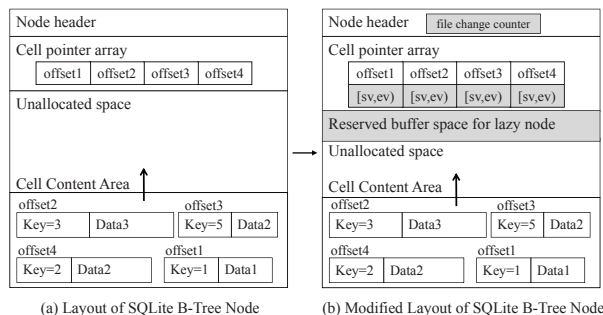 Node header
Cell pointer array
offset1 offset2 offset3 offset4
Unallocated space
Cell Content Area
offset2 offset3
Key=3 Data3 Key=5 Data2
offset4 offset1
Key=2 Data2 Key=1 Data1
(a) Layout of SQLite B-Tree Node
Node header file change counter
Cell pointer array
offset1 offset2 offset3 offset4
[sv,ev) [sv,ev) [sv,ev) [sv,ev)
Reserved buffer space for lazy node
Unallocated space
Cell Content Area
offset2 offset3
Key=3 Data3 Key=5 Data2
offset4 offset1
Key=2 Data2 Key=1 Data1
(b) Modified Layout of SQLite B-Tree Node